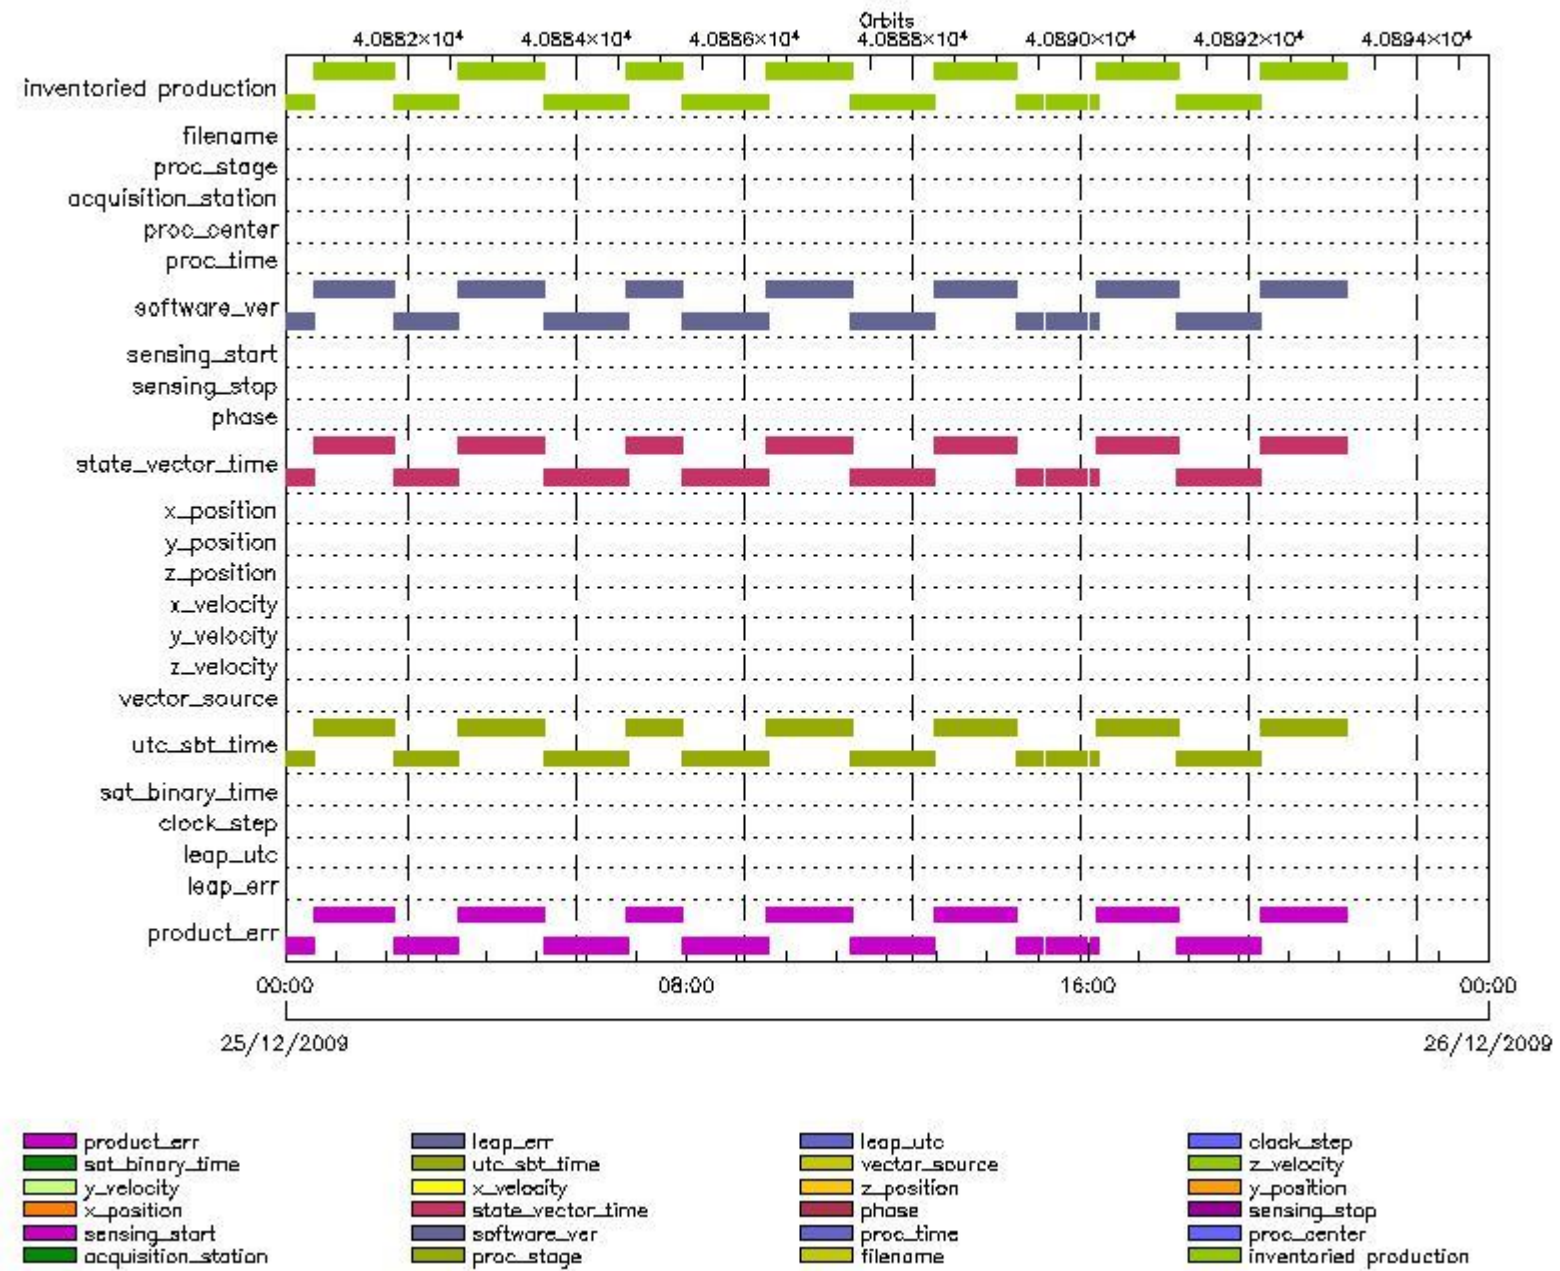 Orbits
4.0882×10⁴ 4.0884×10⁴ 4.0886×10⁴ 4.0888×10⁴ 4.0890×10⁴ 4.0892×10⁴ 4.0894×10⁴
inventoried production
filename
proc_stage
acquisition_station
proc_center
proc_time
software_ver
sensing_start
sensing_stop
phase
state_vector_time
x_position
y_position
z_position
x_velocity
y_velocity
z_velocity
vector_source
utc_sbt_time
sat_binary_time
clock_step
leap_utc
leap_err
product_err
00:00 08:00 16:00 00:00
25/12/2009 26/12/2009
product_err leap_err leap_utc clock_step
sat_binary_time utc_sbt_time vector_source z_velocity
y_velocity x_velocity z_position y_position
x_position state_vector_time phase sensing_stop
sensing_start software_ver proc_time proc_center
acquisition_station proc_stage filename inventoried production